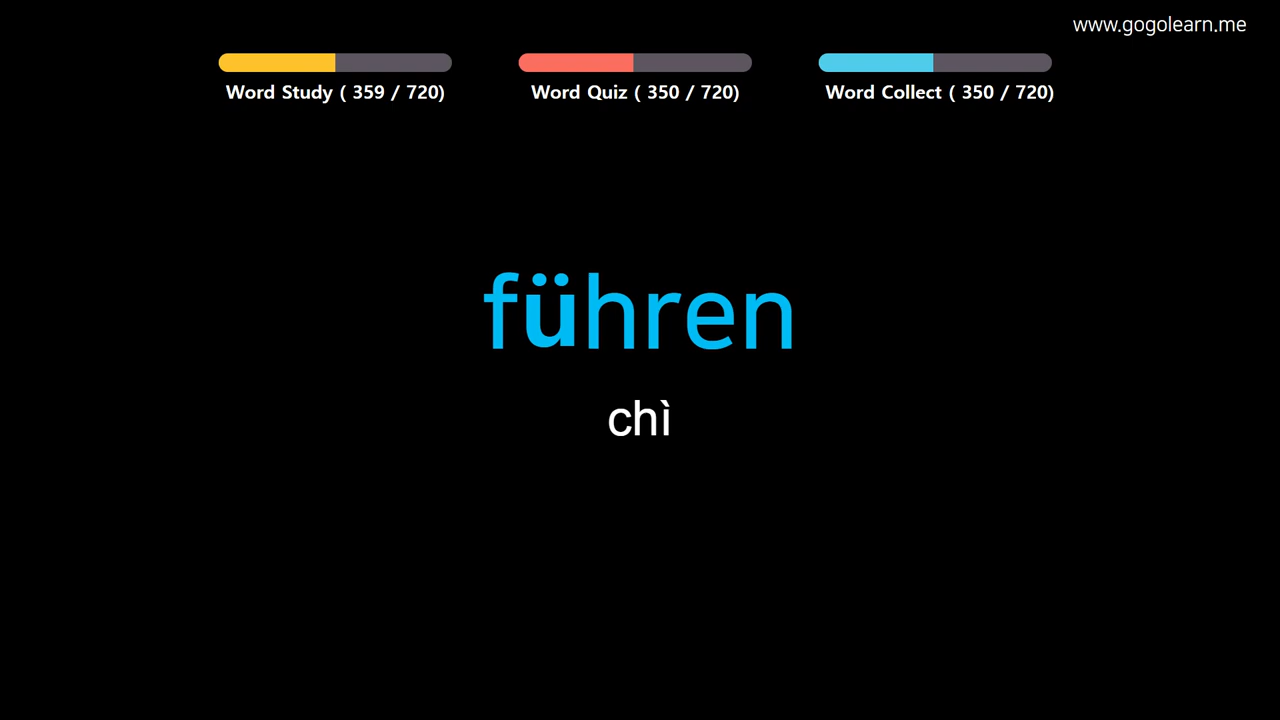 www.gogolearn.me
Word Study ( 359 / 720)
Word Quiz ( 350 / 720)
Word Collect ( 350 / 720)
führen
chì